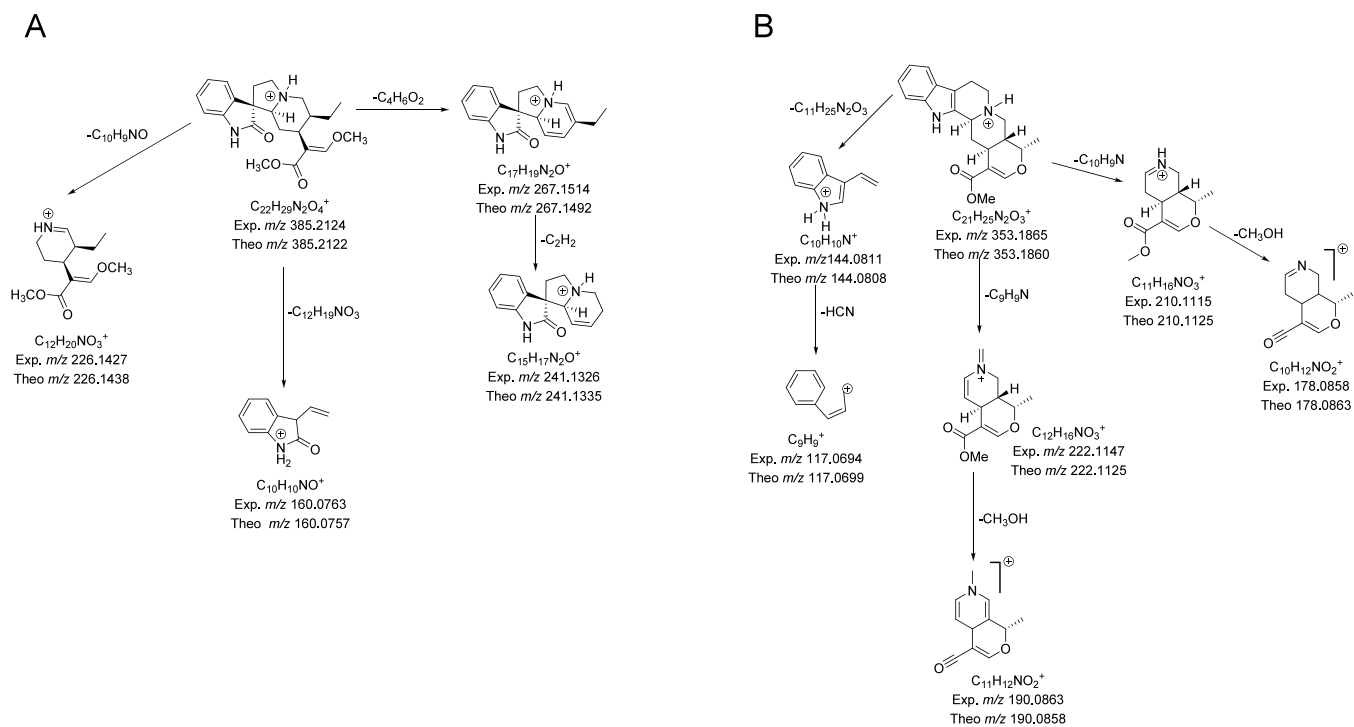 A
B
-C₄H₆O₂
-C₁₀H₉NO
H
N
H
N
H
O
OCH₃
H₃CO
O
C₂₂H₂₉N₂O₄⁺
Exp. m/z 385.2124
Theo m/z 385.2122
H
N
H
N
H
O
C₁₇H₁₉N₂O⁺
Exp. m/z 267.1514
Theo m/z 267.1492
-C₂H₂
H
N
H
N
H
O
C₁₅H₁₇N₂O⁺
Exp. m/z 241.1326
Theo m/z 241.1335
HN
OCH₃
H₃CO
O
C₁₂H₂₀NO₃⁺
Exp. m/z 226.1427
Theo m/z 226.1438
-C₁₂H₁₉NO₃
O
N
H₂
C₁₀H₁₀NO⁺
Exp. m/z 160.0763
Theo m/z 160.0757
-C₁₁H₂₅N₂O₃
-C₁₀H₉N
N
H
N
H
H
H
H
O
O
OMe
C₂₁H₂₅N₂O₃⁺
Exp. m/z 353.1865
Theo m/z 353.1860
N
H
H
C₁₀H₁₀N⁺
Exp. m/z144.0811
Theo m/z 144.0808
-HCN
C₉H₉⁺
Exp. m/z 117.0694
Theo m/z 117.0699
-C₉H₉N
N
H
H
O
O
OMe
C₁₂H₁₆NO₃⁺
Exp. m/z 222.1147
Theo m/z 222.1125
-CH₃OH
N
O
O
C₁₁H₁₂NO₂⁺
Exp. m/z 190.0863
Theo m/z 190.0858
H
N
H
H
O
O
O
C₁₁H₁₆NO₃⁺
Exp. m/z 210.1115
Theo 210.1125
-CH₃OH
N
O
O
C₁₀H₁₂NO₂⁺
Exp. m/z 178.0858
Theo 178.0863